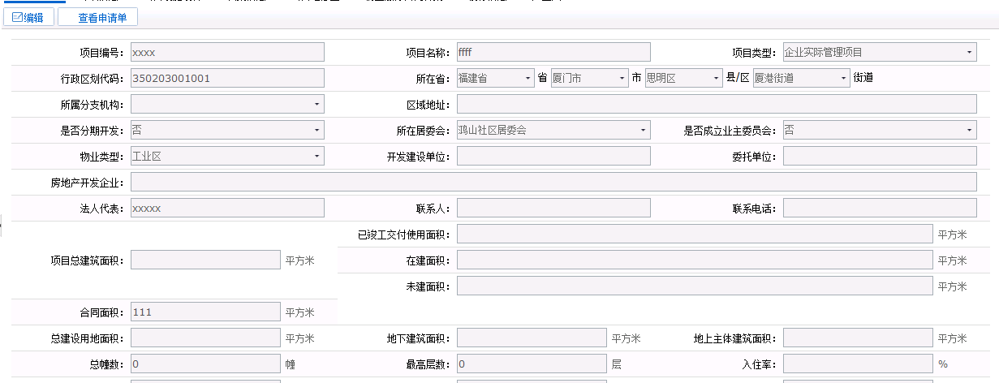 编辑 查看申请单
项目编号： xxxx 项目名称： ffff 项目类型： 企业实际管理项目
行政区划代码： 350203001001 所在省： 福建省 省 厦门市 市 思明区 县/区 厦港街道 街道
所属分支机构： 区域地址：
是否分期开发： 否 所在居委会： 鸿山社区居委会 是否成立业主委员会： 否
物业类型： 工业区 开发建设单位： 委托单位：
房地产开发企业：
法人代表： xxxxx 联系人： 联系电话：
已竣工交付使用面积： 平方米
项目总建筑面积： 平方米 在建面积： 平方米
未建面积： 平方米
合同面积： 111 平方米
总建设用地面积： 平方米 地下建筑面积： 平方米 地上主体建筑面积： 平方米
总幢数： 0 幢 最高层数： 0 层 入住率： %